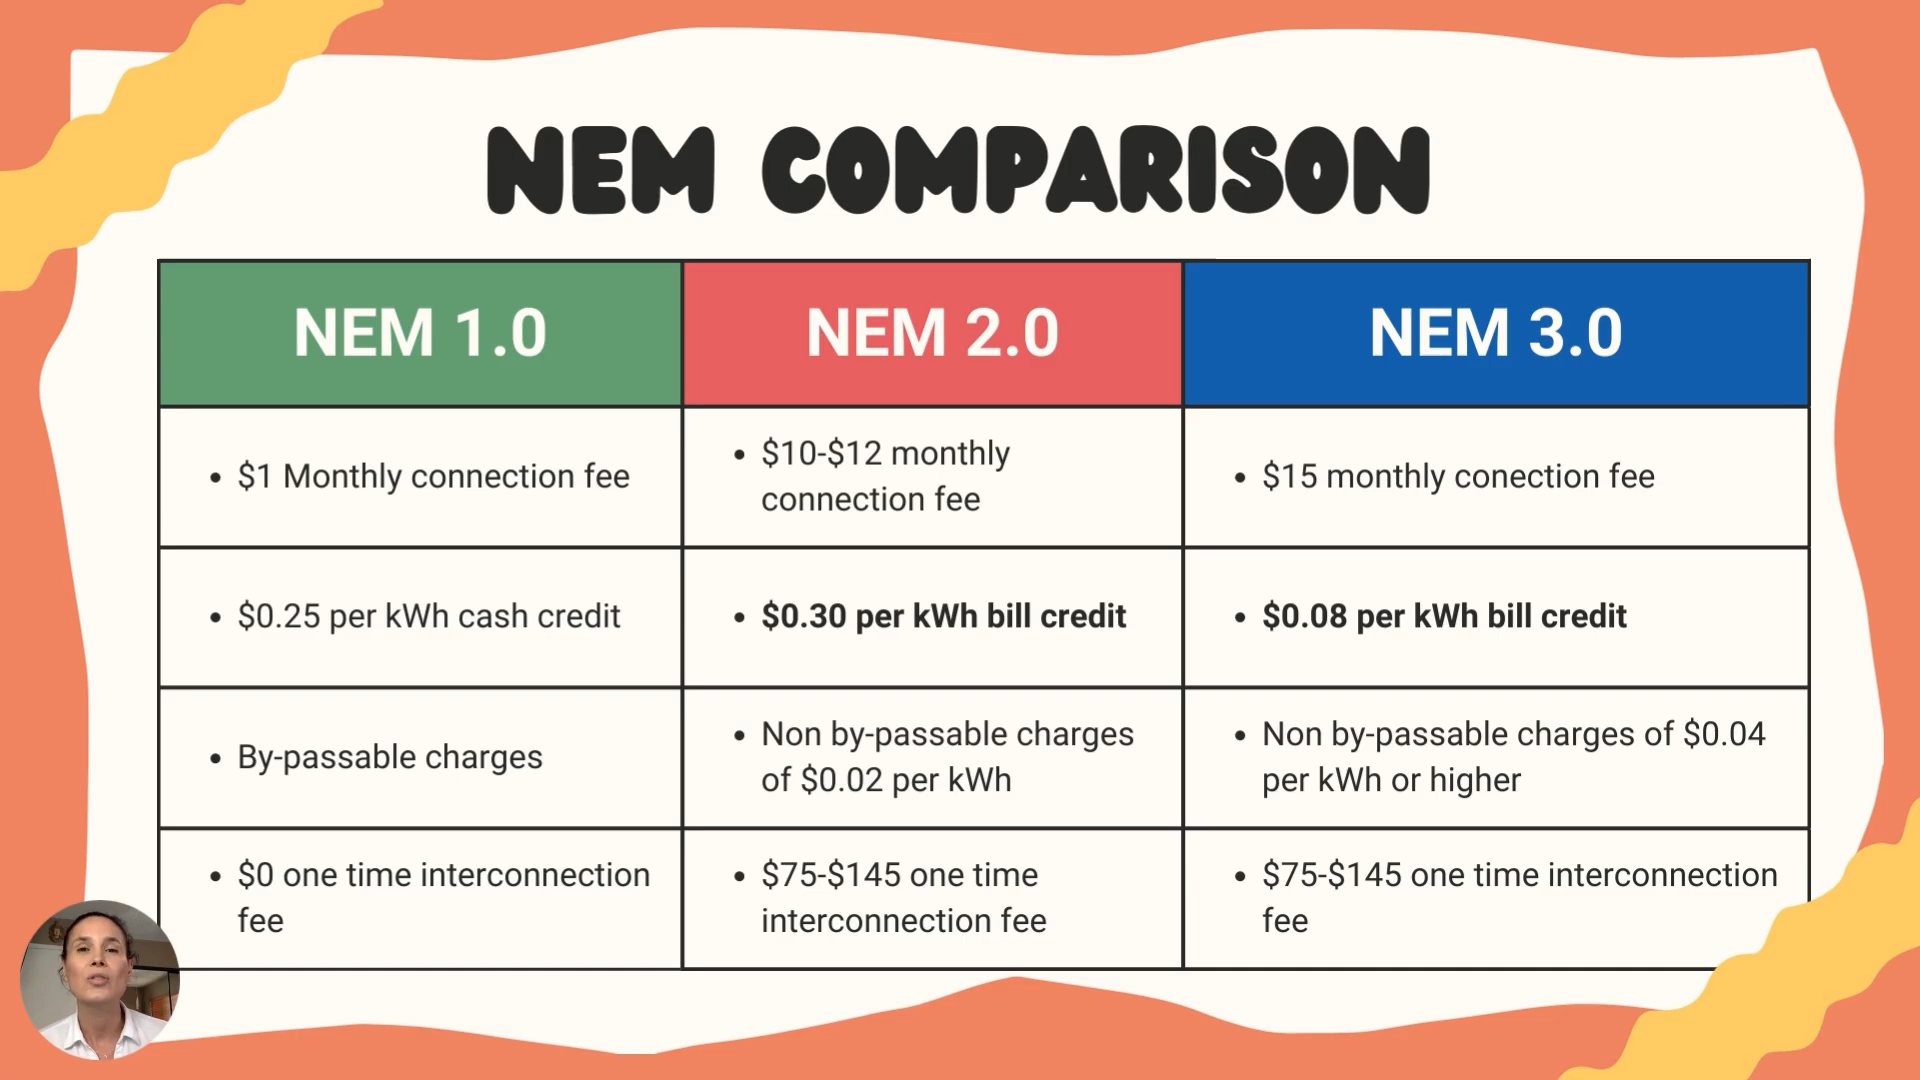 NEM COMPARISON
NEM 1.0
NEM 2.0
NEM 3.0
• $1 Monthly connection fee
• $10-$12 monthly
connection fee
• $15 monthly conection fee
• $0.25 per kWh cash credit
• $0.30 per kWh bill credit
• $0.08 per kWh bill credit
• By-passable charges
• Non by-passable charges
of $0.02 per kWh
• Non by-passable charges of $0.04
per kWh or higher
• $0 one time interconnection
fee
• $75-$145 one time
interconnection fee
• $75-$145 one time interconnection
fee